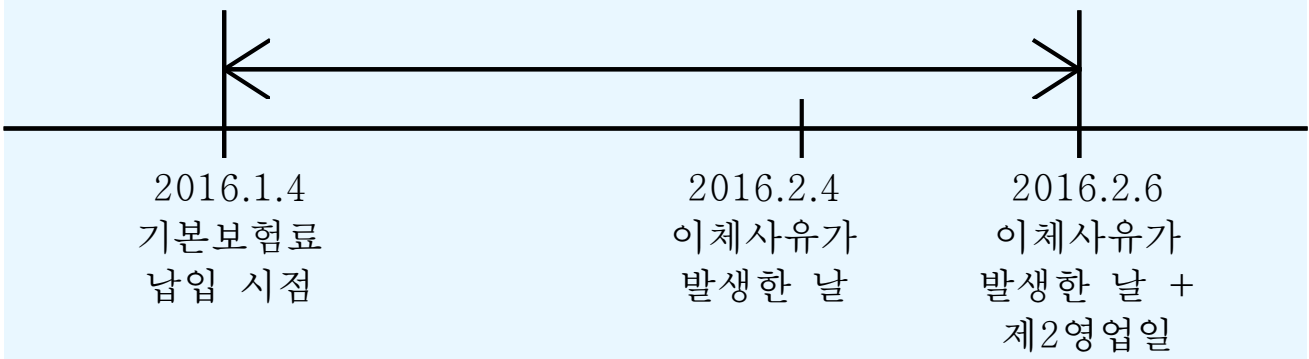 2016.1.4
기본보험료
납입 시점
2016.2.4
이체사유가
발생한 날
2016.2.6
이체사유가
발생한 날 +
제2영업일